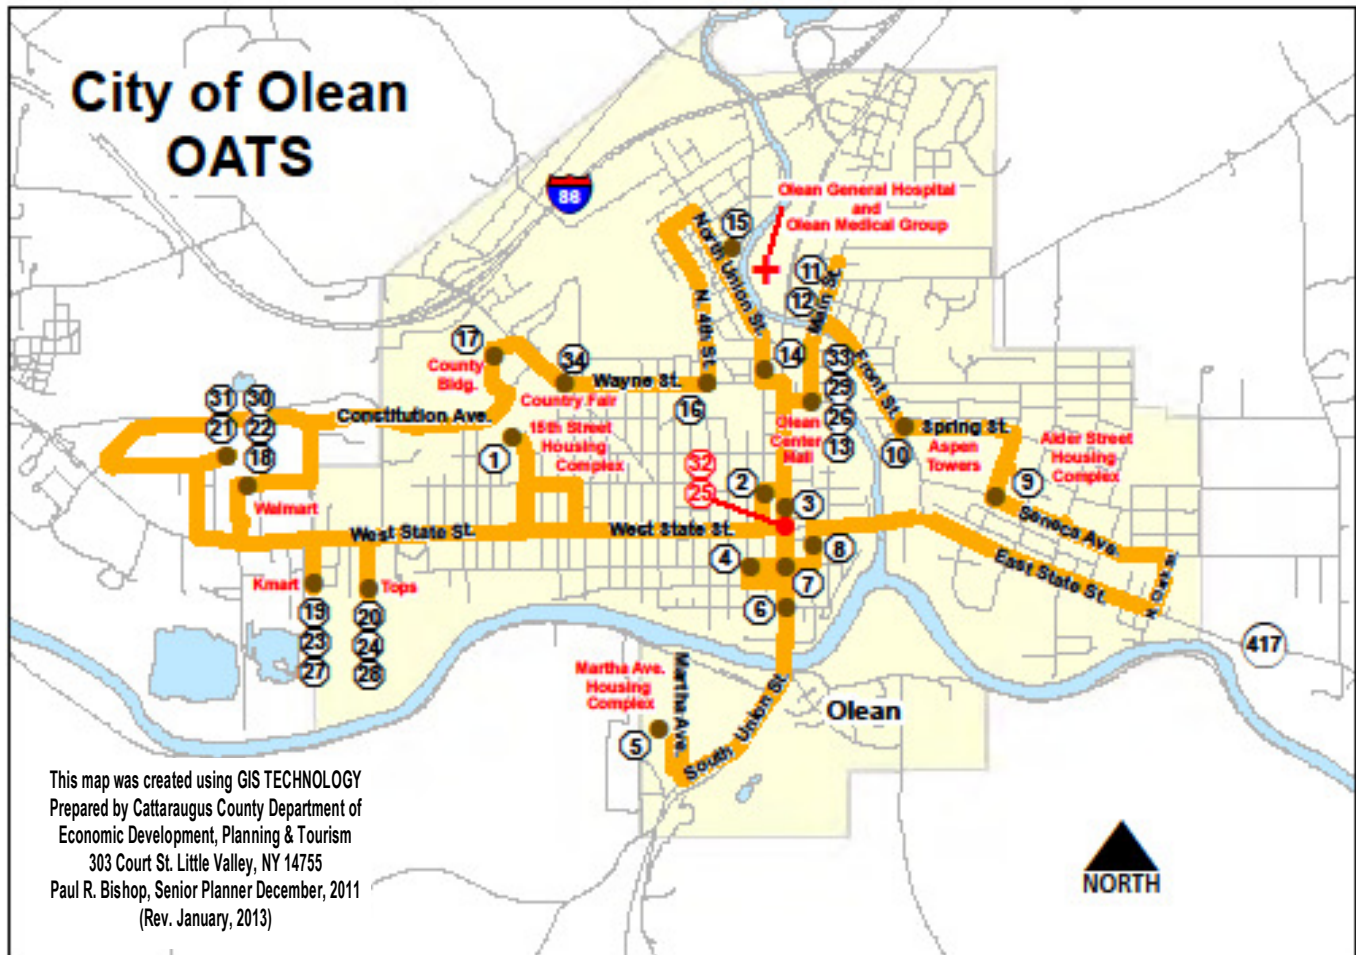 City of Olean
OATS
88
Olean General Hospital
and
Olean Medical Group
15
11
12
North Union St.
Main St.
N. 4th St.
17
County
Bldg.
34
Wayne St.
Country Fair
16
14
33
29
26
13
Front St.
Olean
Center
Mall
31
30
21
22
18
Constitution Ave.
15th Street
Housing
Complex
1
Spring St.
10
Aspen
Towers
Alder Street
Housing
Complex
9
Walmart
32
25
2
3
Seneca Ave.
West State St.
West State St.
8
4
7
East State St.
Kmart
Tops
6
19
23
27
20
24
28
417
Martha Ave.
Housing
Complex
Martha Ave.
5
South Union St.
Olean
This map was created using GIS TECHNOLOGY
Prepared by Cattaraugus County Department of
Economic Development, Planning & Tourism
303 Court St. Little Valley, NY 14755
Paul R. Bishop, Senior Planner December, 2011
(Rev. January, 2013)
NORTH